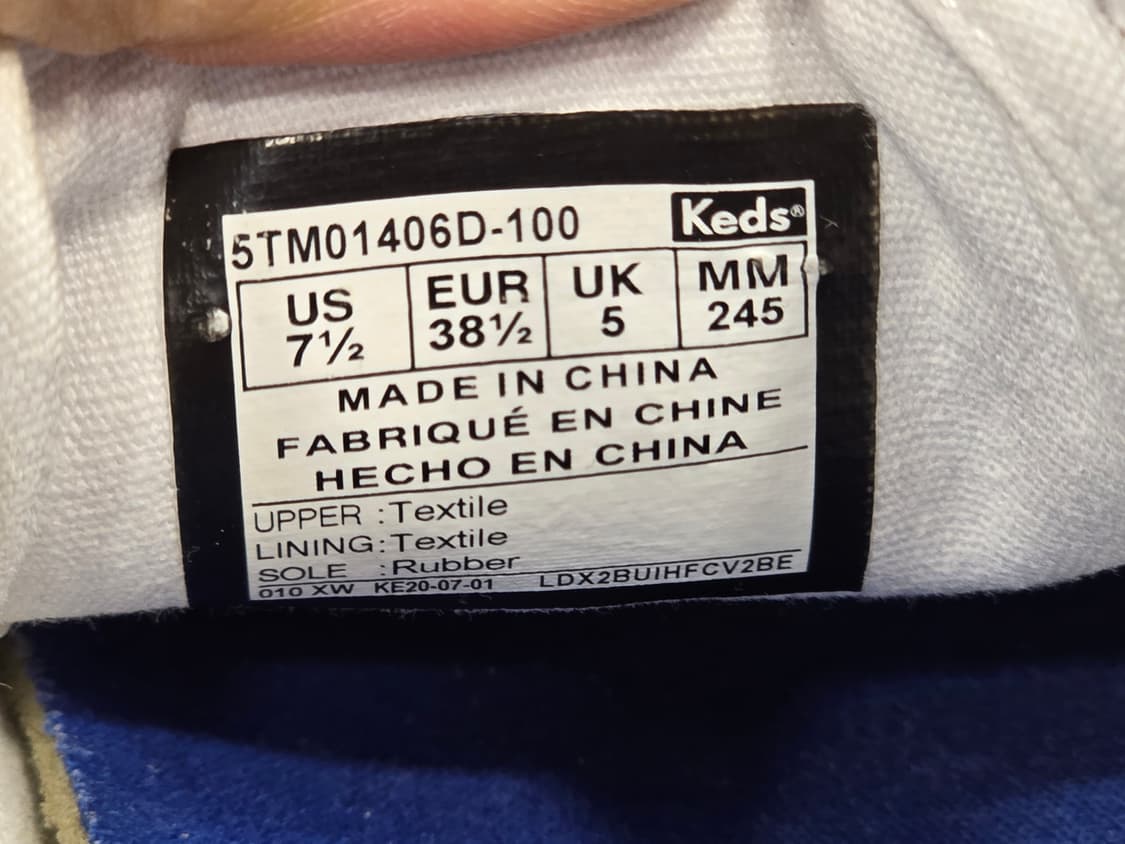 5TM01406D-100 Keds®
US EUR UK MM
7½ 38½ 5 245
MADE IN CHINA
FABRIQUÉ EN CHINE
HECHO EN CHINA
UPPER :Textile
LINING:Textile
SOLE :Rubber
010 XW KE20-07-01 LDX2BUIHFCV2BE